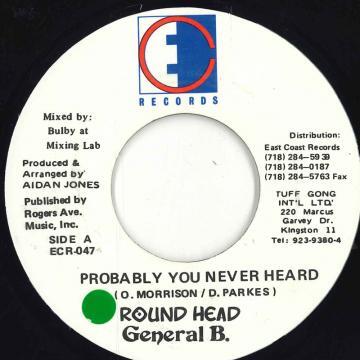 RECORDS
Mixed by:
Bulby at
Mixing Lab
Produced &
Arranged by
AIDAN JONES
Published by
Rogers Ave.
Music, Inc.
SIDE A
ECR-047
Distribution:
East Coast Records
(718) 284-5939
(718) 284-0187
(718) 284-5763 Fax
TUFF GONG
INT'L LTD'
220 Marcus
Garvey Dr.
Kingston 11
Tel: 923-9380-4
PROBABLY YOU NEVER HEARD
(O. MORRISON/D. PARKES)
ROUND HEAD
General B.